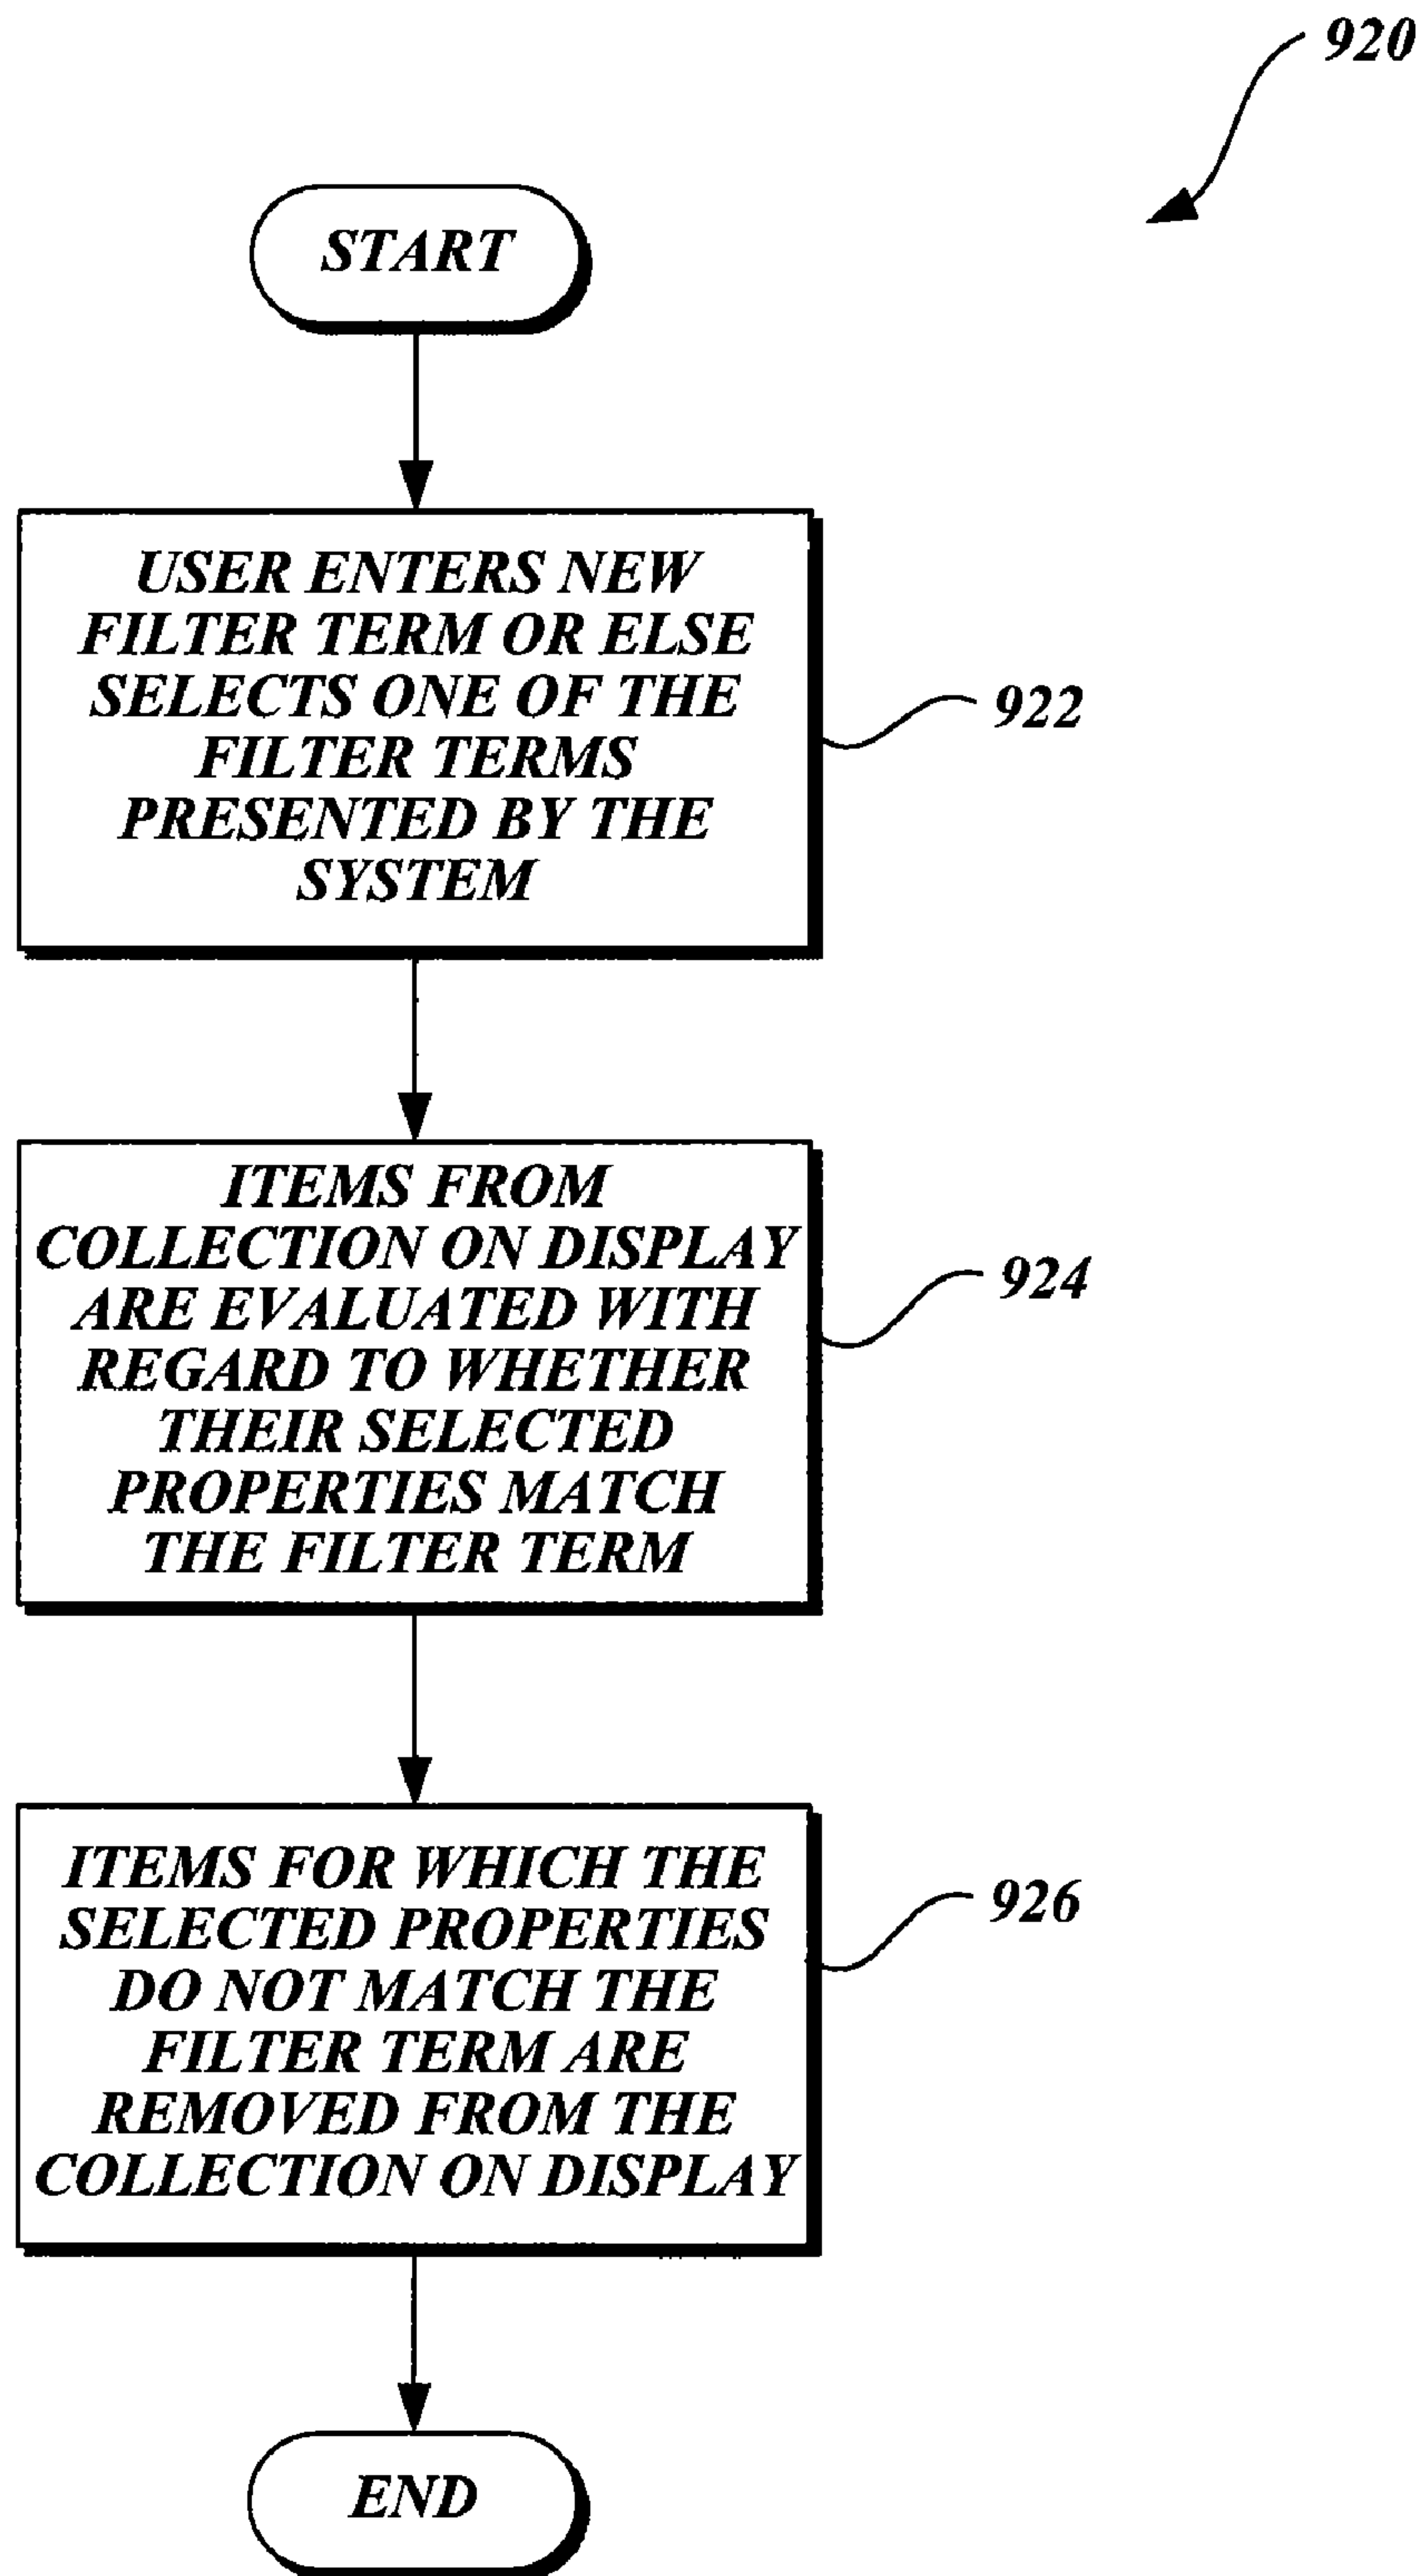 920
START
USER ENTERS NEW
FILTER TERM OR ELSE
SELECTS ONE OF THE
FILTER TERMS
PRESENTED BY THE
SYSTEM
922
ITEMS FROM
COLLECTION ON DISPLAY
ARE EVALUATED WITH
REGARD TO WHETHER
THEIR SELECTED
PROPERTIES MATCH
THE FILTER TERM
924
ITEMS FOR WHICH THE
SELECTED PROPERTIES
DO NOT MATCH THE
FILTER TERM ARE
REMOVED FROM THE
COLLECTION ON DISPLAY
926
END